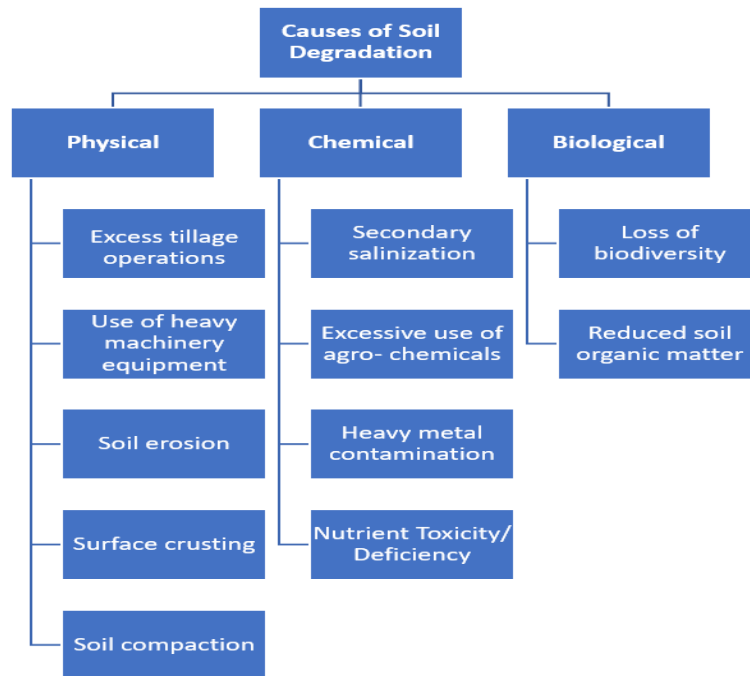 Causes of Soil
Degradation
Physical
Chemical
Biological
Excess tillage
operations
Use of heavy
machinery
equipment
Soil erosion
Surface crusting
Soil compaction
Secondary
salinization
Excessive use of
agro- chemicals
Heavy metal
contamination
Nutrient Toxicity/
Deficiency
Loss of
biodiversity
Reduced soil
organic matter